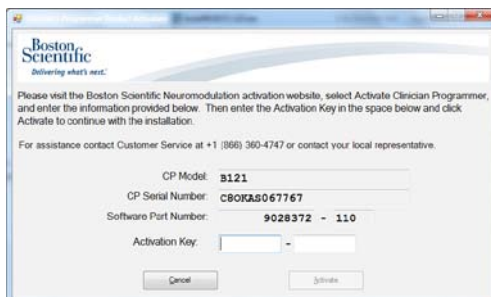 Boston
Scientific
Delivering what's next.™
Please visit the Boston Scientific Neuromodulation activation website, select Activate Clinician Programmer,
and enter the information provided below. Then enter the Activation Key in the space below and click
Activate to continue with the installation.
For assistance contact Customer Service at +1 (866) 360-4747 or contact your local representative.
CP Model: B121
CP Serial Number: C8OKAS067767
Software Part Number: 9028372 - 110
Activation Key: -
Cancel Activate